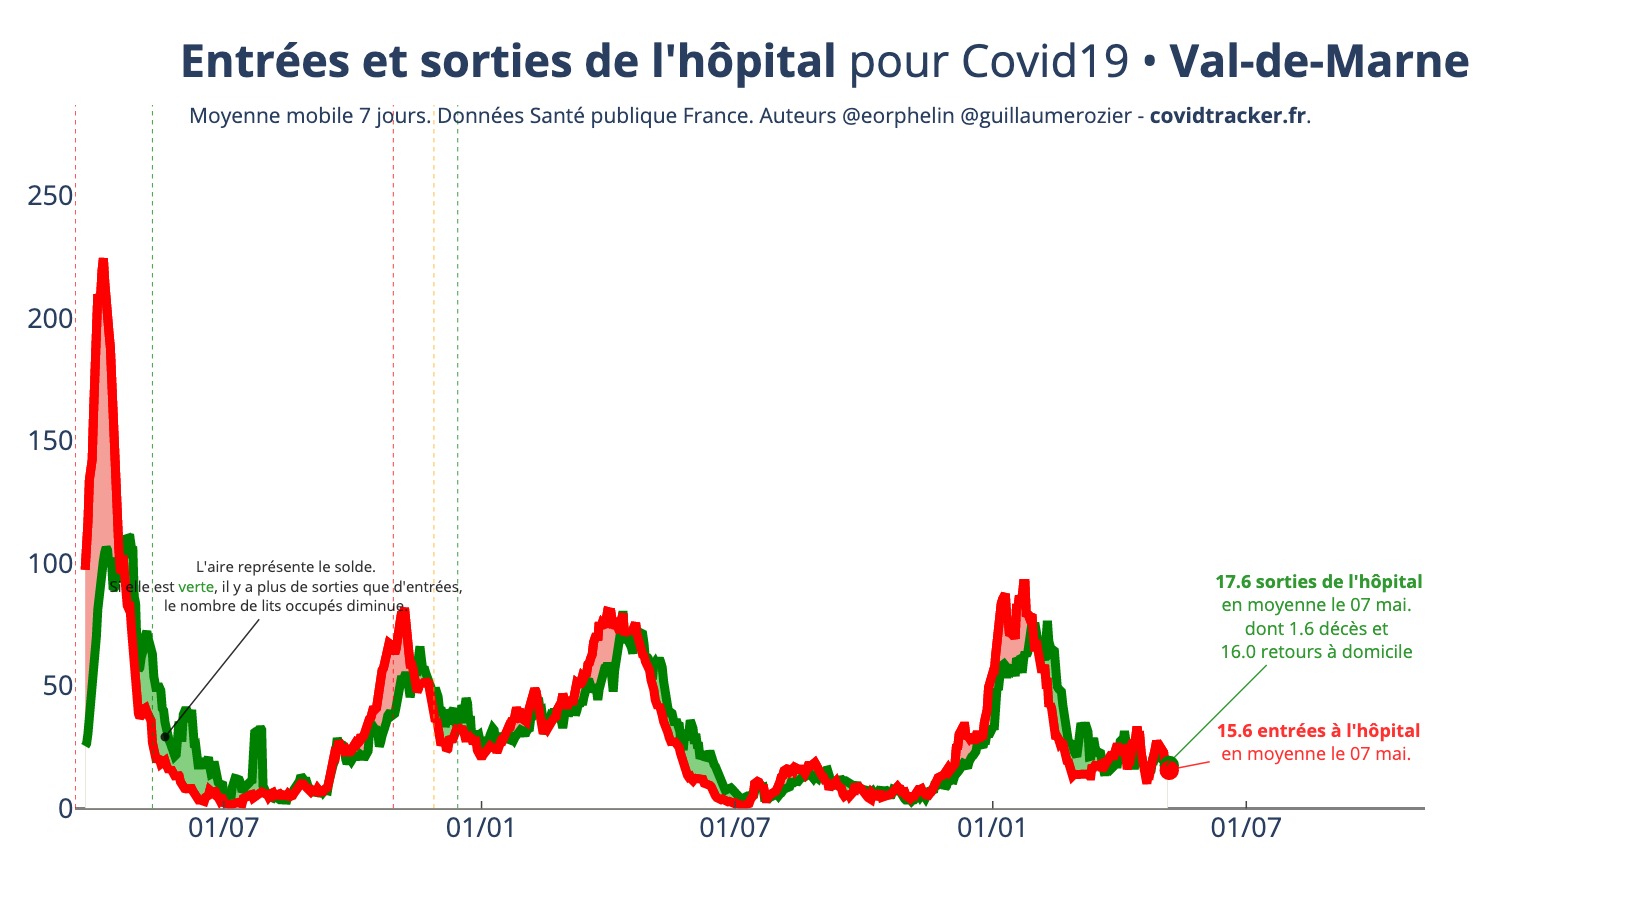 Entrées et sorties de l'hôpital pour Covid19 • Val-de-Marne
Moyenne mobile 7 jours. Données Santé publique France. Auteurs @eorphelin @guillaumerozier - covidtracker.fr.
250
200
150
100
50
0
L'aire représente le solde.
Si elle est verte, il y a plus de sorties que d'entrées,
le nombre de lits occupés diminue.
17.6 sorties de l'hôpital
en moyenne le 07 mai.
dont 1.6 décès et
16.0 retours à domicile
15.6 entrées à l'hôpital
en moyenne le 07 mai.
01/07
01/01
01/07
01/01
01/07